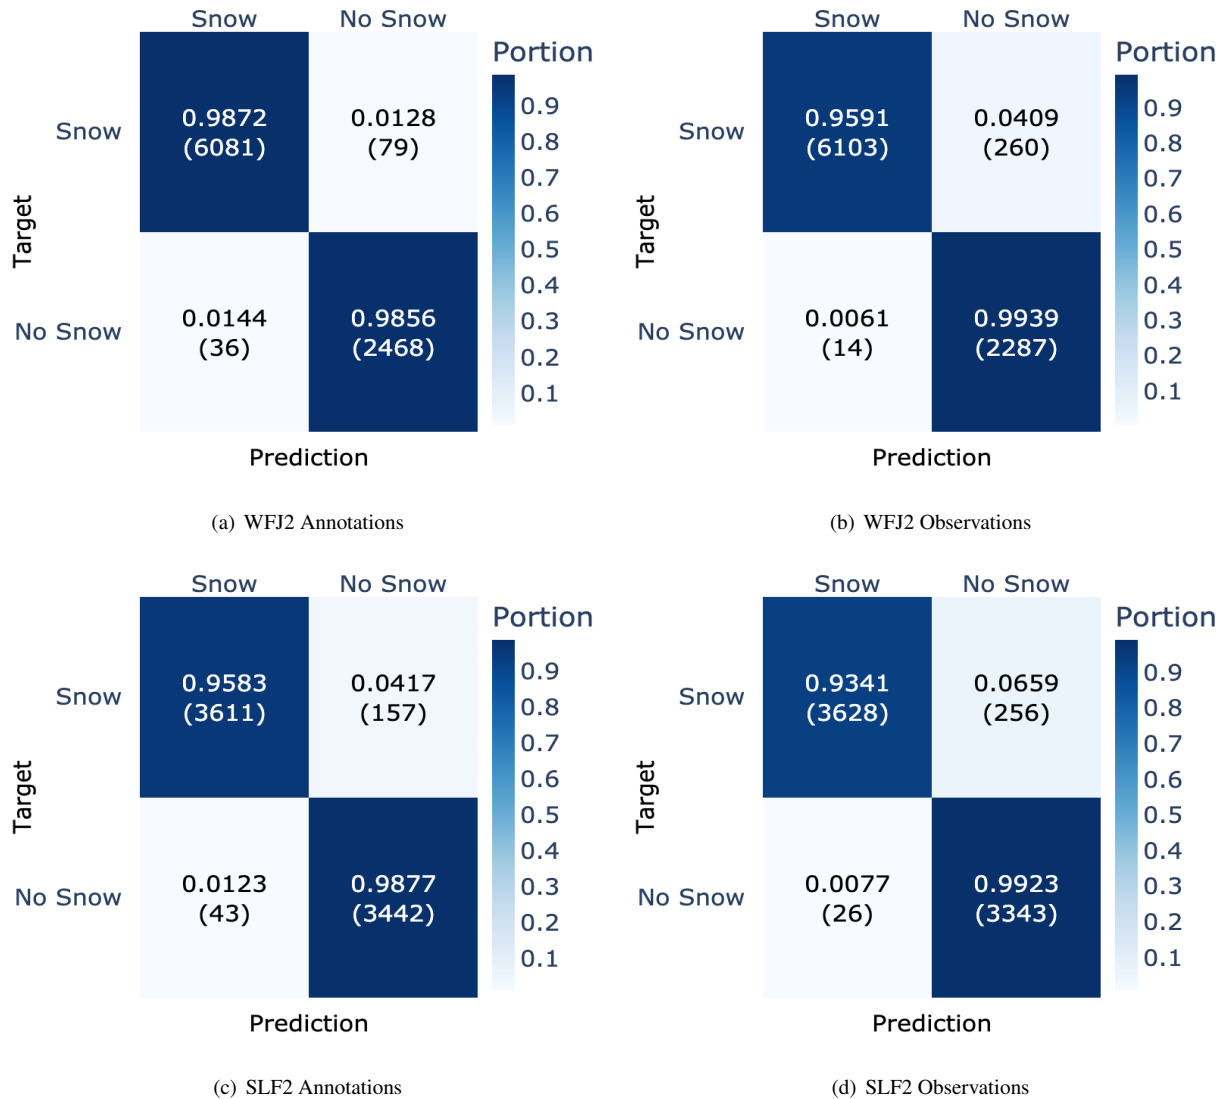 Snow No Snow
Portion
Snow
0.9872 0.0128
(6081) (79)
No Snow
0.0144 0.9856
(36) (2468)
Target
Prediction
0.9
0.8
0.7
0.6
0.5
0.4
0.3
0.2
0.1
(a) WFJ2 Annotations
Snow No Snow
Portion
Snow
0.9591 0.0409
(6103) (260)
No Snow
0.0061 0.9939
(14) (2287)
Target
Prediction
0.9
0.8
0.7
0.6
0.5
0.4
0.3
0.2
0.1
(b) WFJ2 Observations
Snow No Snow
Portion
Snow
0.9583 0.0417
(3611) (157)
No Snow
0.0123 0.9877
(43) (3442)
Target
Prediction
0.9
0.8
0.7
0.6
0.5
0.4
0.3
0.2
0.1
(c) SLF2 Annotations
Snow No Snow
Portion
Snow
0.9341 0.0659
(3628) (256)
No Snow
0.0077 0.9923
(26) (3343)
Target
Prediction
0.9
0.8
0.7
0.6
0.5
0.4
0.3
0.2
0.1
(d) SLF2 Observations